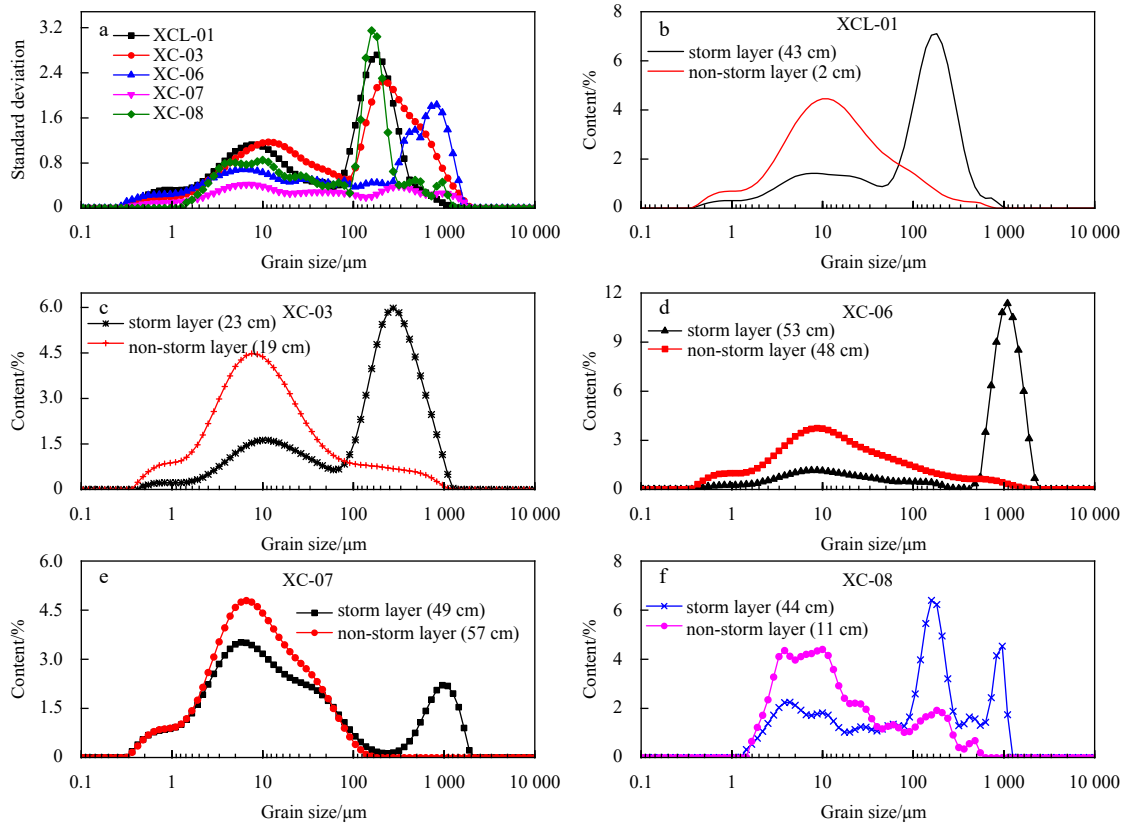 a
XCL-01
XC-03
XC-06
XC-07
XC-08
Standard deviation
3.2
2.4
1.6
0.8
0
0.1 1 10 100 1 000 10 000
Grain size/μm
b
XCL-01
storm layer (43 cm)
non-storm layer (2 cm)
Content/%
8
6
4
2
0
0.1 1 10 100 1 000 10 000
Grain size/μm
c
XC-03
storm layer (23 cm)
non-storm layer (19 cm)
Content/%
6.0
4.5
3.0
1.5
0
0.1 1 10 100 1 000 10 000
Grain size/μm
d
XC-06
storm layer (53 cm)
non-storm layer (48 cm)
Content/%
12
9
6
3
0
0.1 1 10 100 1 000 10 000
Grain size/μm
e
XC-07
storm layer (49 cm)
non-storm layer (57 cm)
Content/%
6.0
4.5
3.0
1.5
0
0.1 1 10 100 1 000 10 000
Grain size/μm
f
XC-08
storm layer (44 cm)
non-storm layer (11 cm)
Content/%
8
6
4
2
0
0.1 1 10 100 1 000 10 000
Grain size/μm